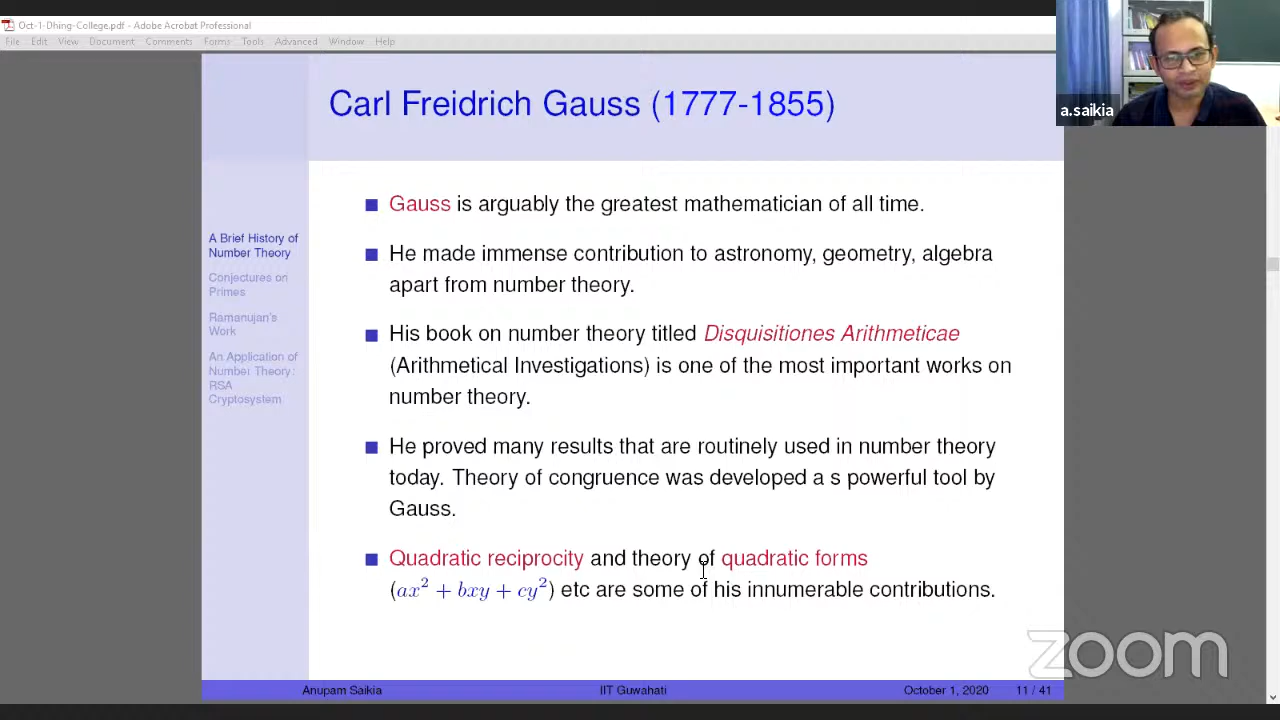 Oct-1-Dhing-College.pdf - Adobe Acrobat Professional
File Edit View Document Comments Forms Tools Advanced Window Help
a.saikia
Carl Freidrich Gauss (1777-1855)
A Brief History of
Number Theory
Conjectures on
Primes
Ramanujan's
Work
An Application of
Number Theory:
RSA
Cryptosystem
Gauss is arguably the greatest mathematician of all time.
He made immense contribution to astronomy, geometry, algebra
apart from number theory.
His book on number theory titled Disquisitiones Arithmeticae
(Arithmetical Investigations) is one of the most important works on
number theory.
He proved many results that are routinely used in number theory
today. Theory of congruence was developed a s powerful tool by
Gauss.
Quadratic reciprocity and theory of quadratic forms
(ax² + bxy + cy²) etc are some of his innumerable contributions.
zoom
Anupam Saikia IIT Guwahati October 1, 2020 11 / 41